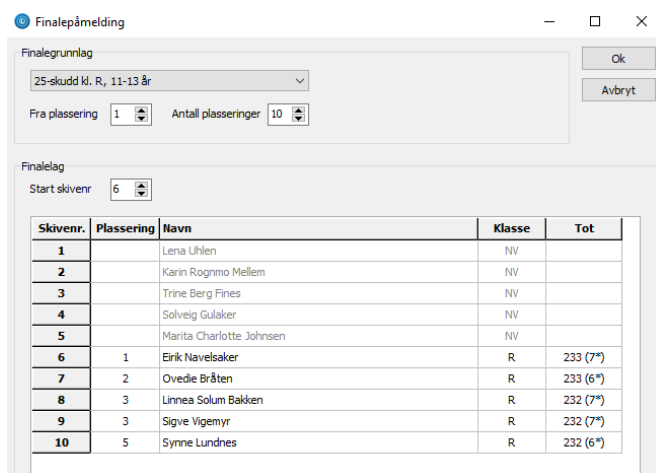 Finalepåmelding
Finalegrunnlag
Ok
25-skudd kl. R, 11-13 år
Avbryt
Fra plassering 1 Antall plasseringer 10
Finalelag
Start skivenr 6
Skivenr. Plassering Navn Klasse Tot
1 Lena Uhlen NV
2 Karin Rognmo Mellem NV
3 Trine Berg Fines NV
4 Solveig Gulaker NV
5 Marita Charlotte Johnsen NV
6 1 Eirik Navelsaker R 233 (7*)
7 2 Ovedie Bråten R 233 (6*)
8 3 Linnea Solum Bakken R 232 (7*)
9 3 Sigve Vigemyr R 232 (7*)
10 5 Synne Lundnes R 232 (6*)